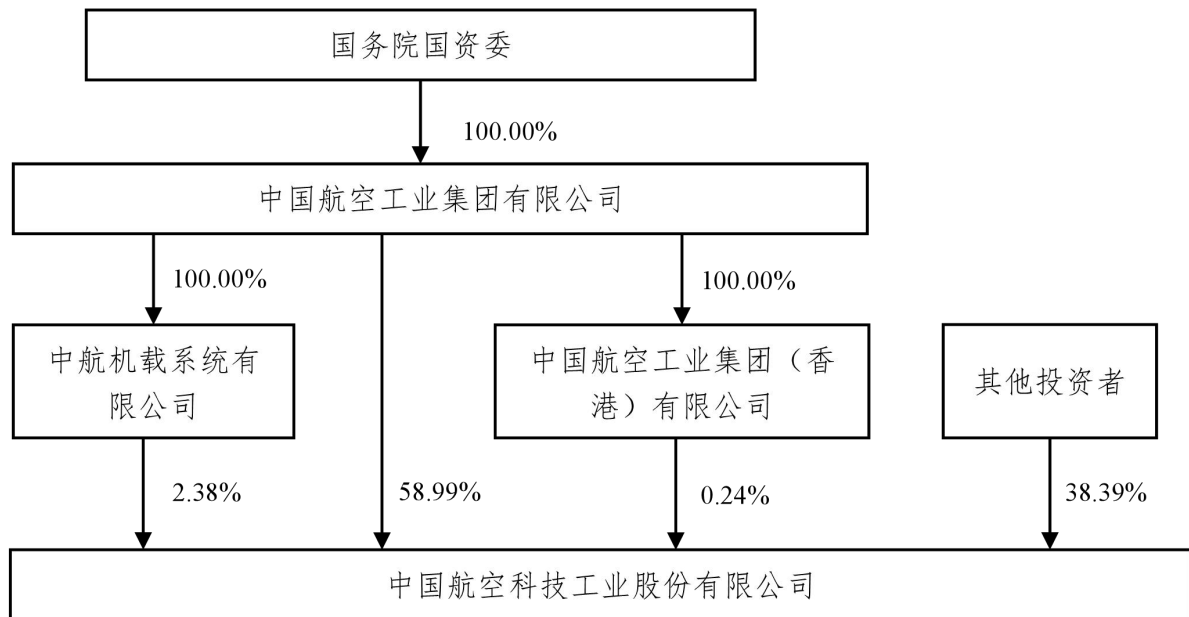 国务院国资委
100.00%
中国航空工业集团有限公司
100.00%
100.00%
中航机载系统有
限公司
中国航空工业集团（香
港）有限公司
其他投资者
2.38%
58.99%
0.24%
38.39%
中国航空科技工业股份有限公司